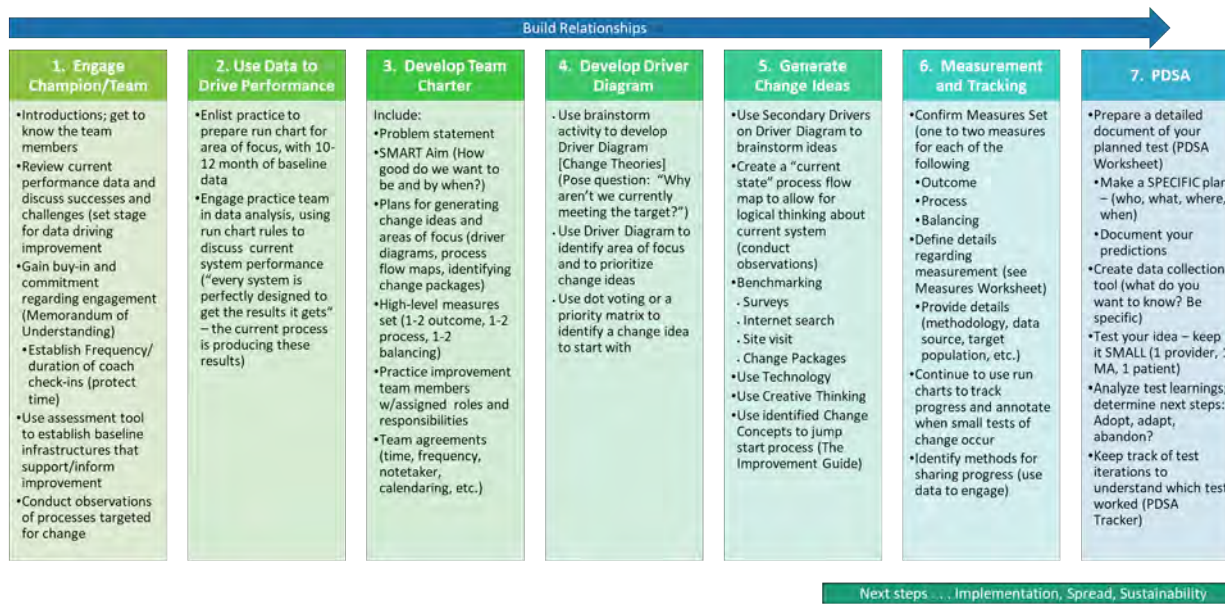 Build Relationships
1. Engage
Champion/Team
•Introductions; get to
know the team
members
•Review current
performance data and
discuss successes and
challenges (set stage
for data driving
improvement
•Gain buy-in and
commitment
regarding engagement
(Memorandum of
Understanding)
•Establish Frequency/
duration of coach
check-ins (protect
time)
•Use assessment tool
to establish baseline
infrastructures that
support/inform
improvement
•Conduct observations
of processes targeted
for change
2. Use Data to
Drive Performance
•Enlist practice to
prepare run chart for
area of focus, with 10-
12 month of baseline
data
•Engage practice team
in data analysis, using
run chart rules to
discuss current
system performance
("every system is
perfectly designed to
get the results it gets"
– the current process
is producing these
results)
3. Develop Team
Charter
Include:
•Problem statement
•SMART Aim (How
good do we want to
be and by when?)
•Plans for generating
change ideas and
areas of focus (driver
diagrams, process
flow maps, identifying
change packages)
•High-level measures
set (1-2 outcome, 1-2
process, 1-2
balancing)
•Practice improvement
team members
w/assigned roles and
responsibilities
•Team agreements
(time, frequency,
notetaker,
calendaring, etc.)
4. Develop Driver
Diagram
•Use brainstorm
activity to develop
Driver Diagram
[Change Theories]
(Pose question: "Why
aren't we currently
meeting the target?")
•Use Driver Diagram to
identify area of focus
and to prioritize
change ideas
•Use dot voting or a
priority matrix to
identify a change idea
to start with
5. Generate
Change Ideas
•Use Secondary Drivers
on Driver Diagram to
brainstorm ideas
•Create a "current
state" process flow
map to allow for
logical thinking about
current system
(conduct
observations)
•Benchmarking
•Surveys
•Internet search
•Site visit
•Change Packages
•Use Technology
•Use Creative Thinking
•Use identified Change
Concepts to jump
start process (The
Improvement Guide)
6. Measurement
and Tracking
•Confirm Measures Set
(one to two measures
for each of the
following
•Outcome
•Process
•Balancing
•Define details
regarding
measurement (see
Measures Worksheet)
•Provide details
(methodology, data
source, target
population, etc.)
•Continue to use run
charts to track
progress and annotate
when small tests of
change occur
•Identify methods for
sharing progress (use
data to engage)
7. PDSA
•Prepare a detailed
document of your
planned test (PDSA
Worksheet)
•Make a SPECIFIC plan
– (who, what, where,
when)
•Document your
predictions
•Create data collection
tool (what do you
want to know? Be
specific)
•Test your idea – keep
it SMALL (1 provider, 1
MA, 1 patient)
•Analyze test learnings;
determine next steps:
Adopt, adapt,
abandon?
•Keep track of test
iterations to
understand which test
worked (PDSA
Tracker)
Next steps . . . Implementation, Spread, Sustainability